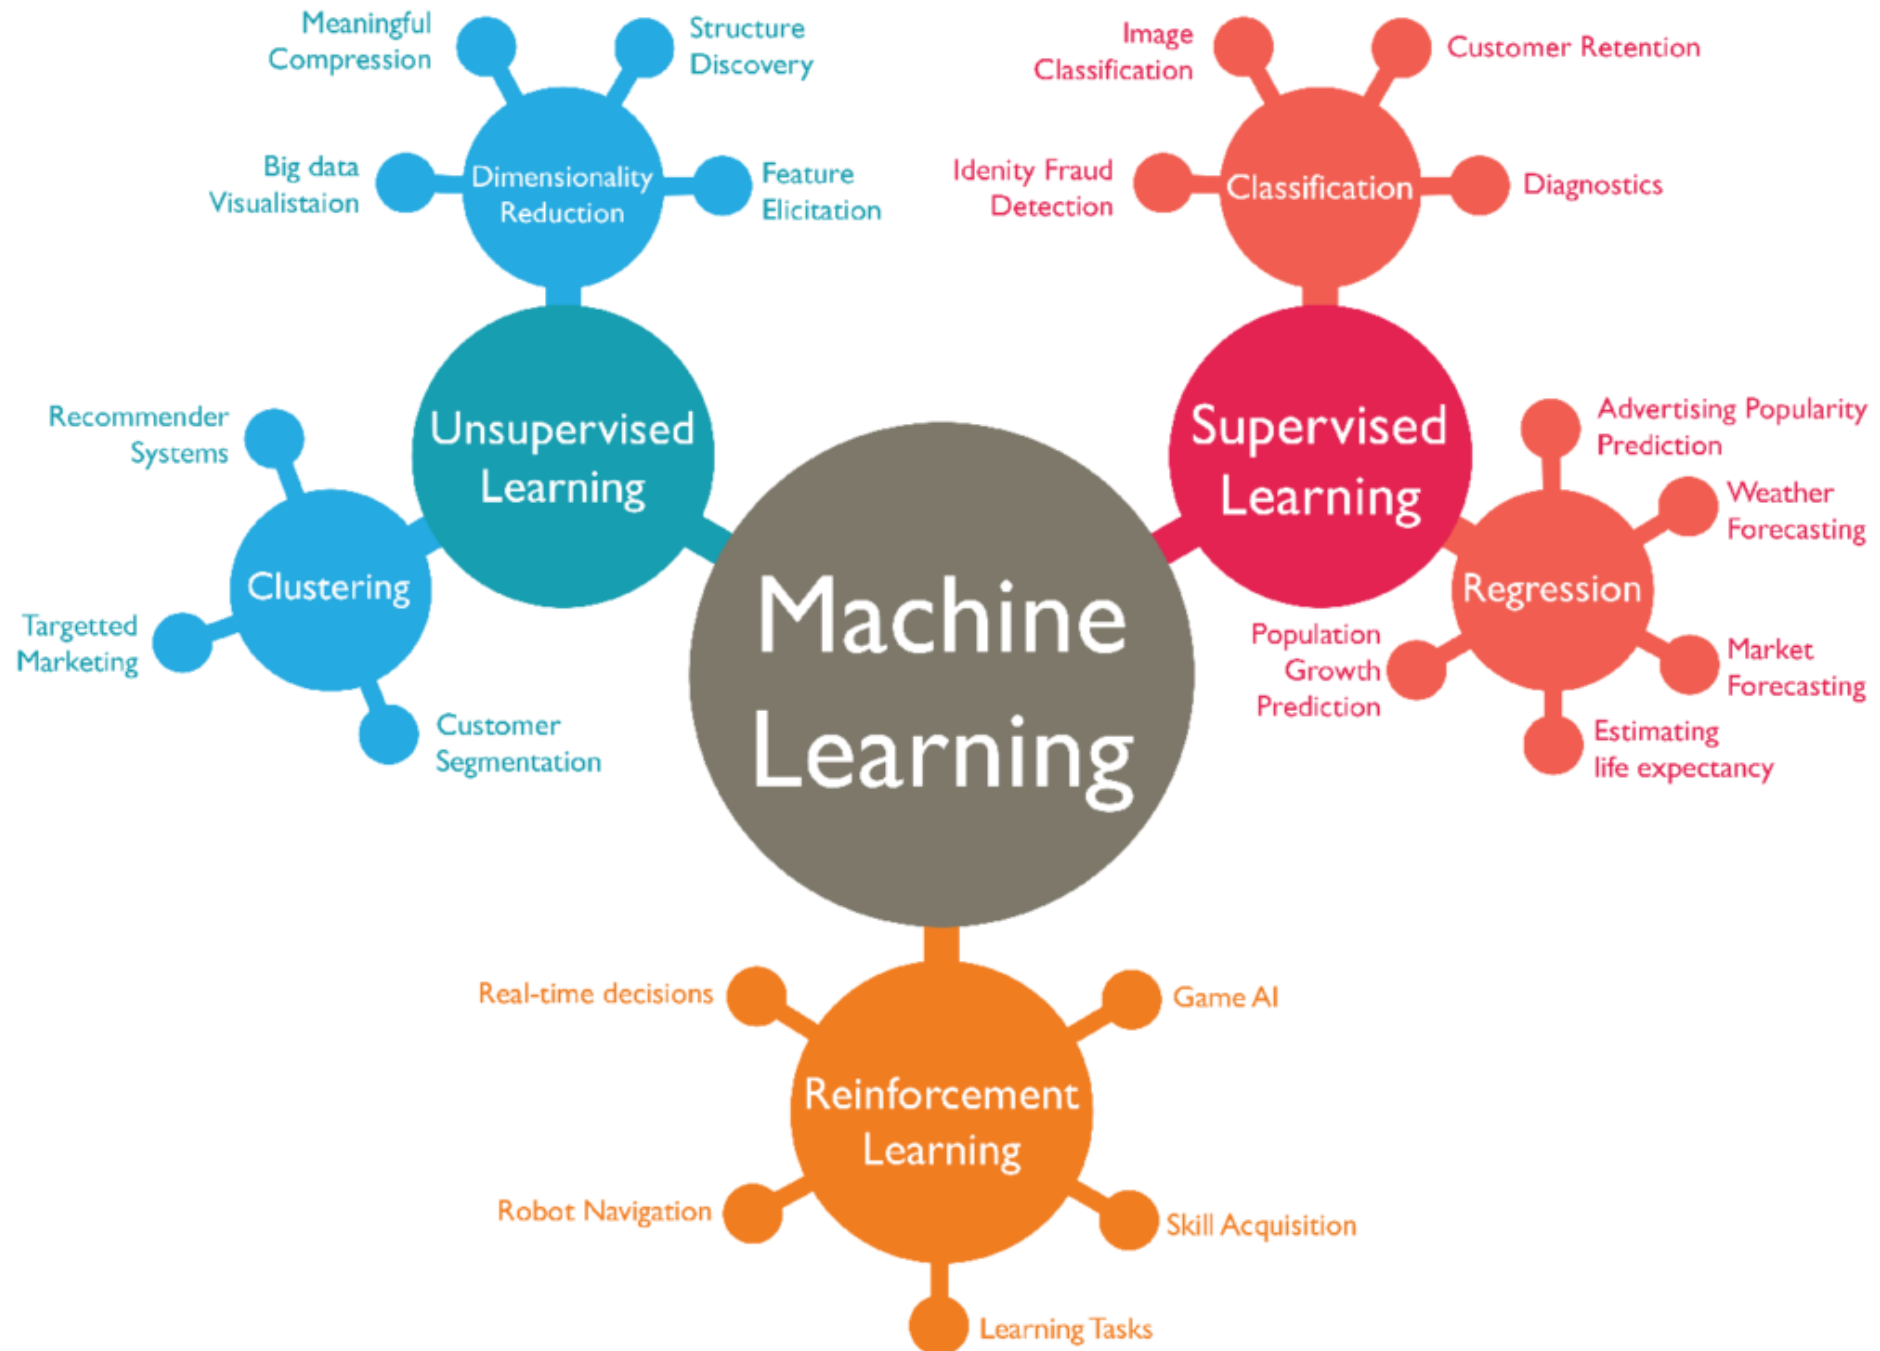 Meaningful
Compression
Structure
Discovery
Big data
Visualistaion
Dimensionality
Reduction
Feature
Elicitation
Image
Classification
Customer Retention
Idenity Fraud
Detection
Classification
Diagnostics
Recommender
Systems
Unsupervised
Learning
Clustering
Targetted
Marketing
Customer
Segmentation
Machine
Learning
Supervised
Learning
Advertising Popularity
Prediction
Weather
Forecasting
Regression
Population
Growth
Prediction
Market
Forecasting
Estimating
life expectancy
Real-time decisions
Game AI
Reinforcement
Learning
Robot Navigation
Skill Acquisition
Learning Tasks